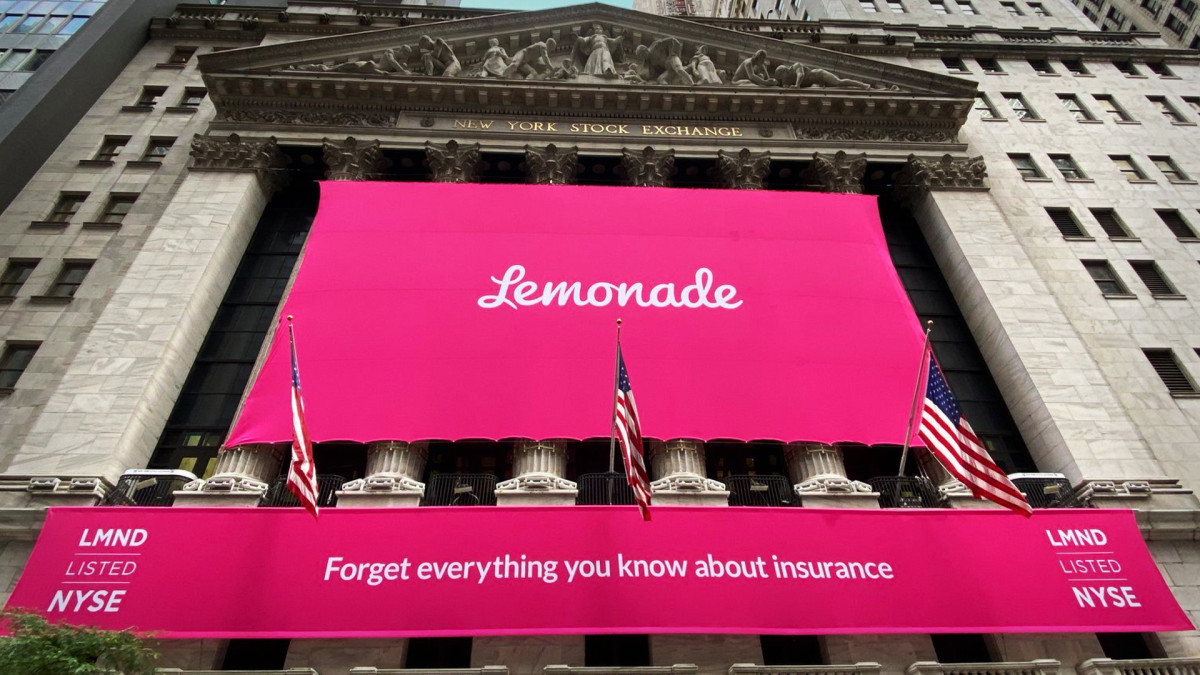 NEW YORK STOCK EXCHANGE
Lemonade
LMND
LISTED
NYSE
Forget everything you know about insurance
LMND
LISTED
NYSE